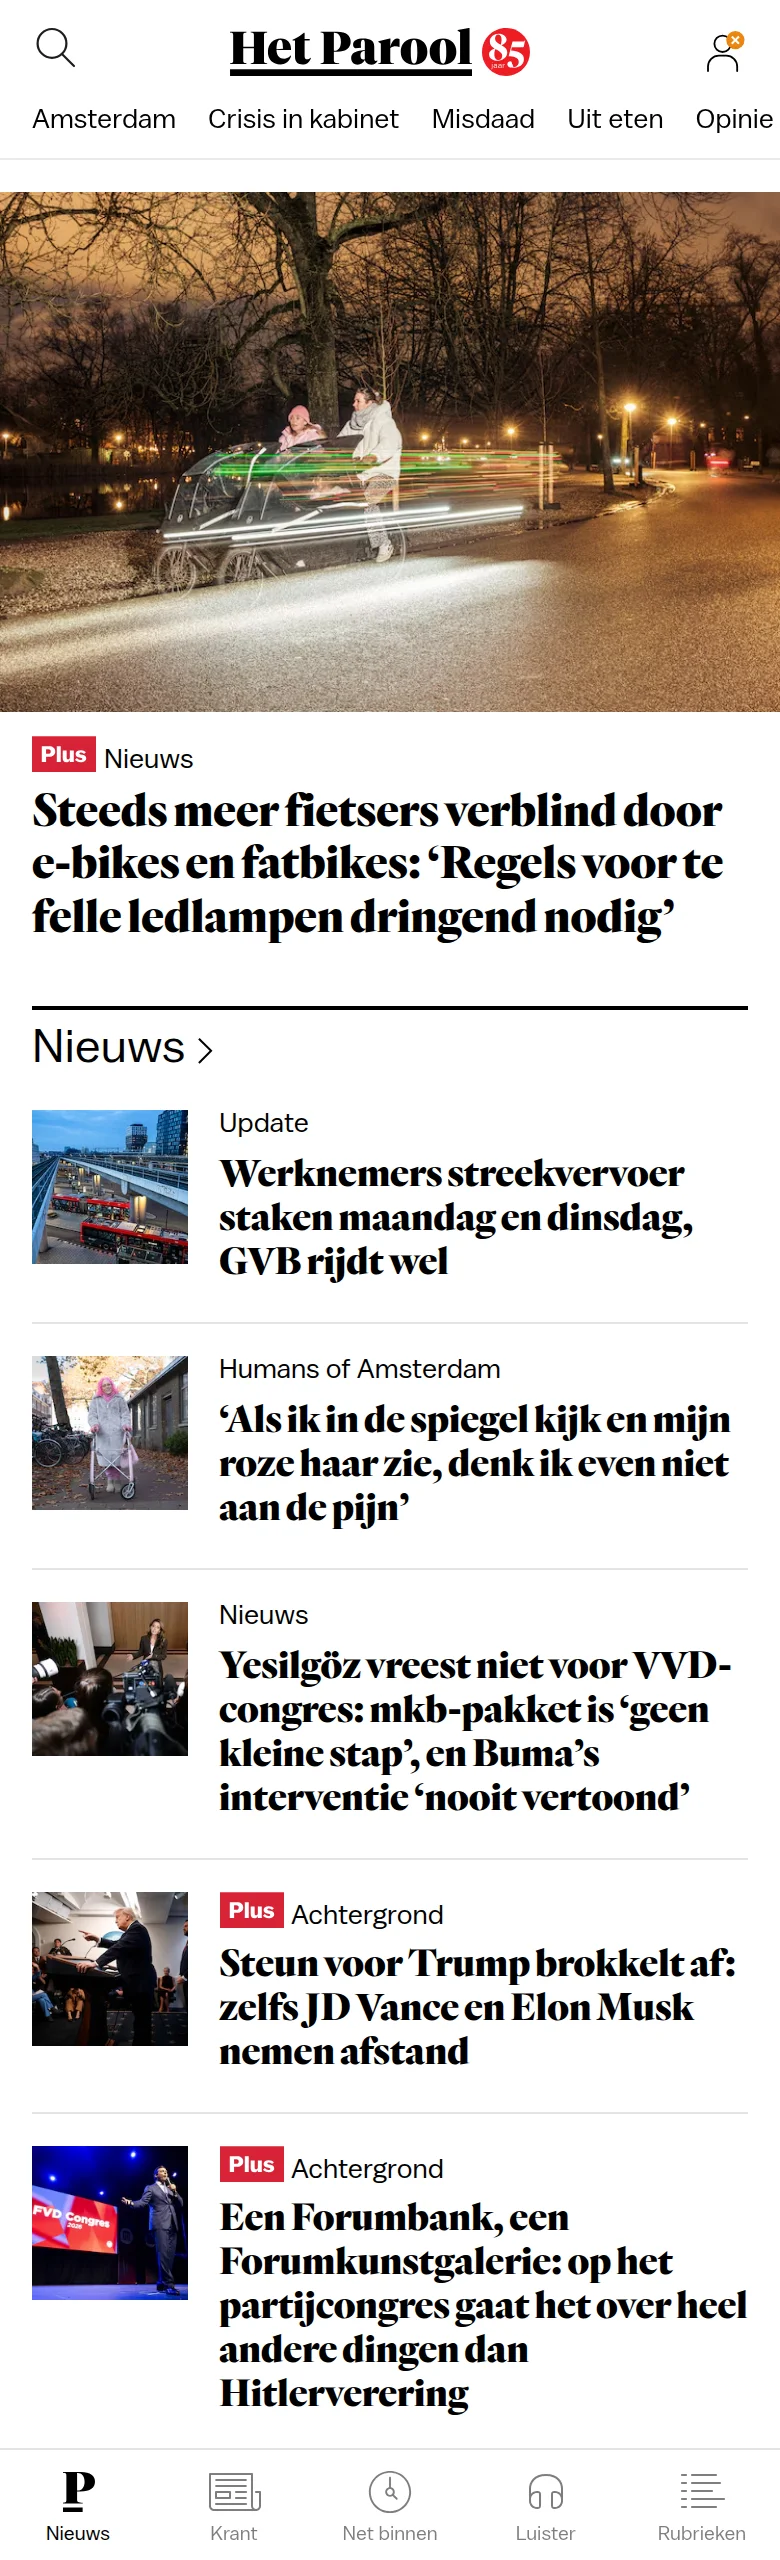 Het Parool 85 jaar
Amsterdam Crisis in kabinet Misdaad Uit eten Opinie
Plus Nieuws
Steeds meer fietsers verblind door
e-bikes en fatbikes: ‘Regels voor te
felle ledlampen dringend nodig’
Nieuws
Update
Werknemers streekvervoer
staken maandag en dinsdag,
GVB rijdt wel
Humans of Amsterdam
‘Als ik in de spiegel kijk en mijn
roze haar zie, denk ik even niet
aan de pijn’
Nieuws
Yesilgöz vreest niet voor VVD-
congres: mkb-pakket is ‘geen
kleine stap’, en Buma’s
interventie ‘nooit vertoond’
Plus Achtergrond
Steun voor Trump brokkelt af:
zelfs JD Vance en Elon Musk
nemen afstand
FVD Congres
2026
Plus Achtergrond
Een Forumbank, een
Forumkunstgalerie: op het
partijcongres gaat het over heel
andere dingen dan
Hitlerverering
P
Nieuws Krant Net binnen Luister Rubrieken